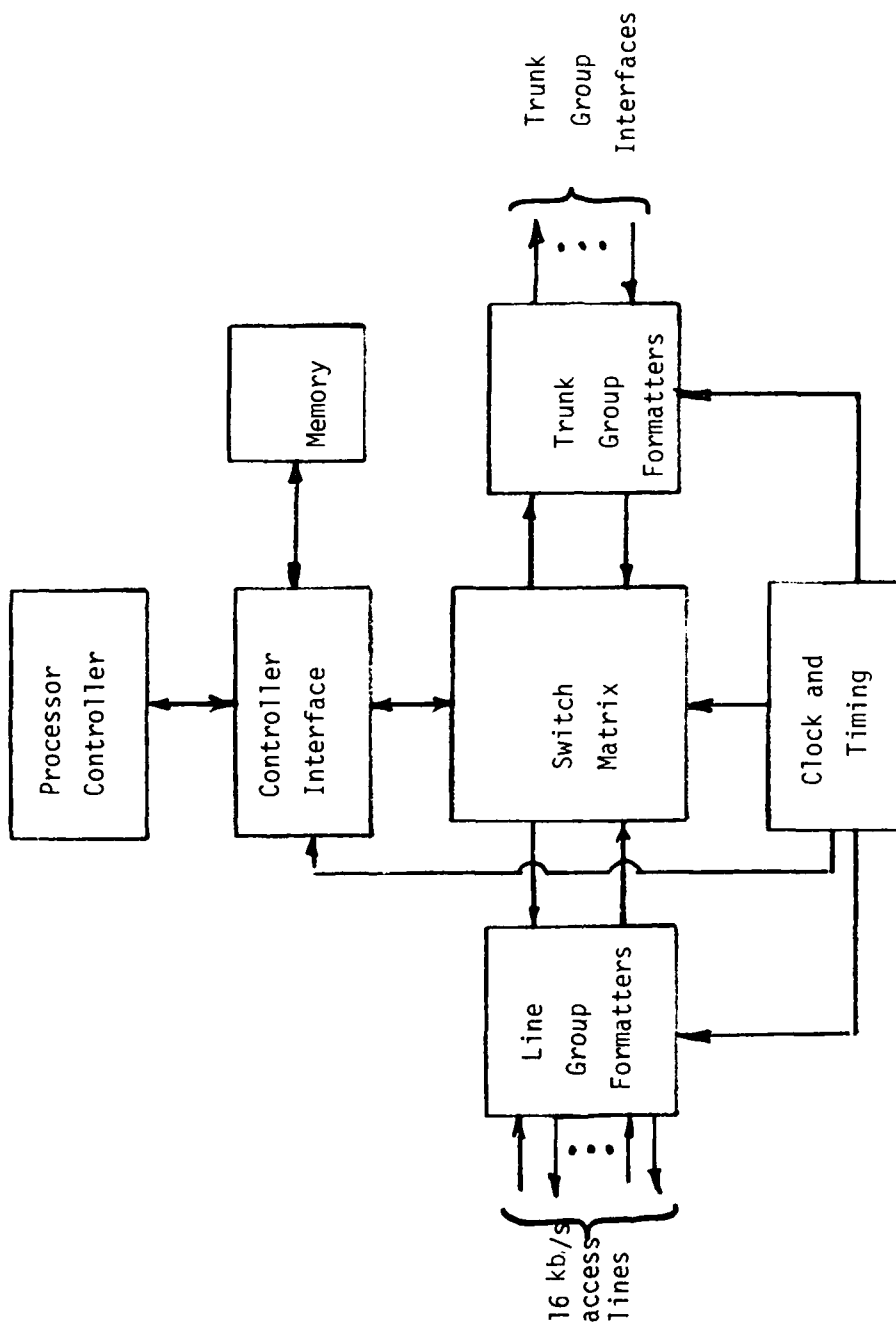 Processor
Controller
Controller
Interface
Memory
16 kb/s
access
lines
Line
Group
Formatters
Switch
Matrix
Trunk
Group
Formatters
Trunk
Group
Interfaces
Clock and
Timing